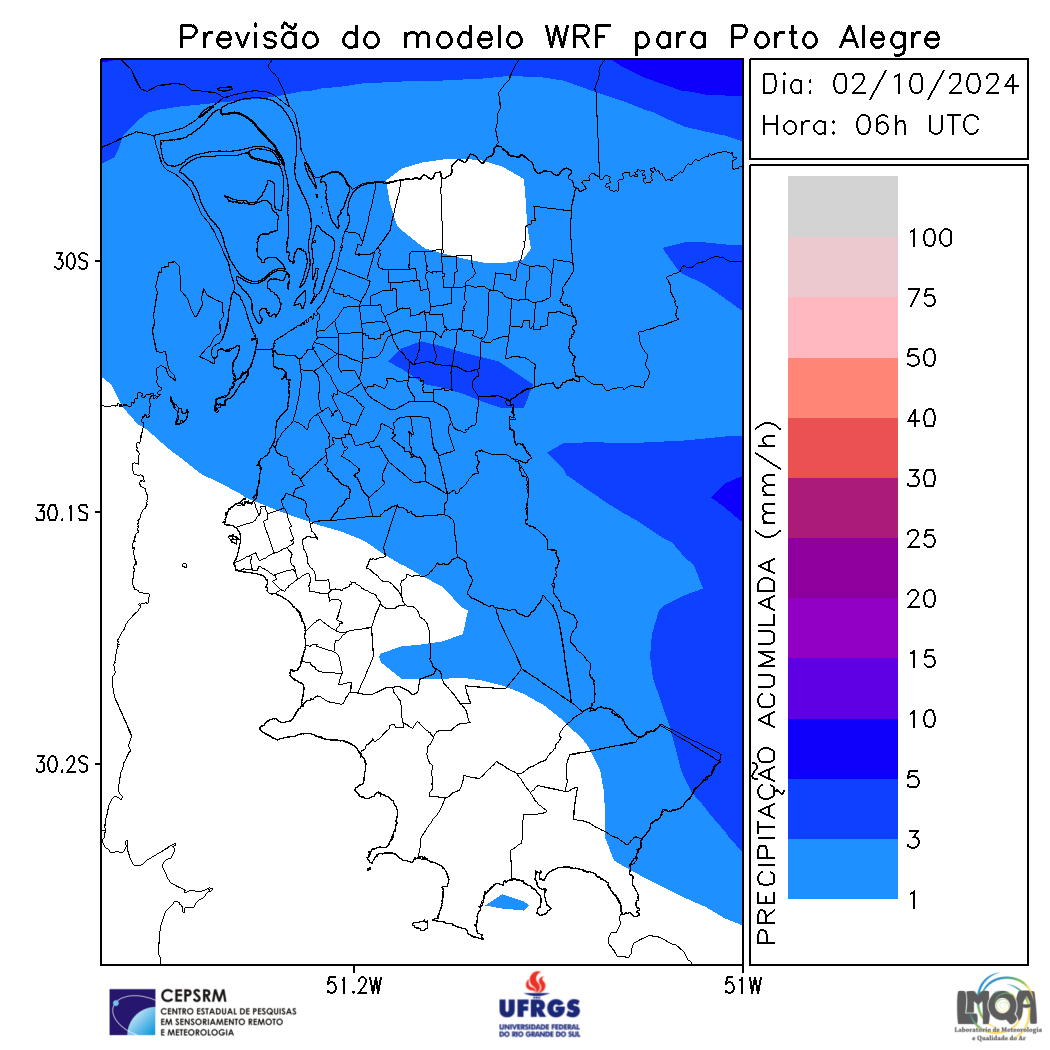 Previsão do modelo WRF para Porto Alegre
Dia: 02/10/2024
Hora: 06h UTC
30S
30.1S
30.2S
51.2W
51W
PRECIPITAÇÃO ACUMULADA (mm/h)
100
75
50
40
30
25
20
15
10
5
3
1
CEPSRM
CENTRO ESTADUAL DE PESQUISAS
EM SENSORIAMENTO REMOTO
E METEOROLOGIA
UFRGS
UNIVERSIDADE FEDERAL
DO RIO GRANDE DO SUL
LMQA
Laboratório de Meteorologia
e Qualidade do Ar